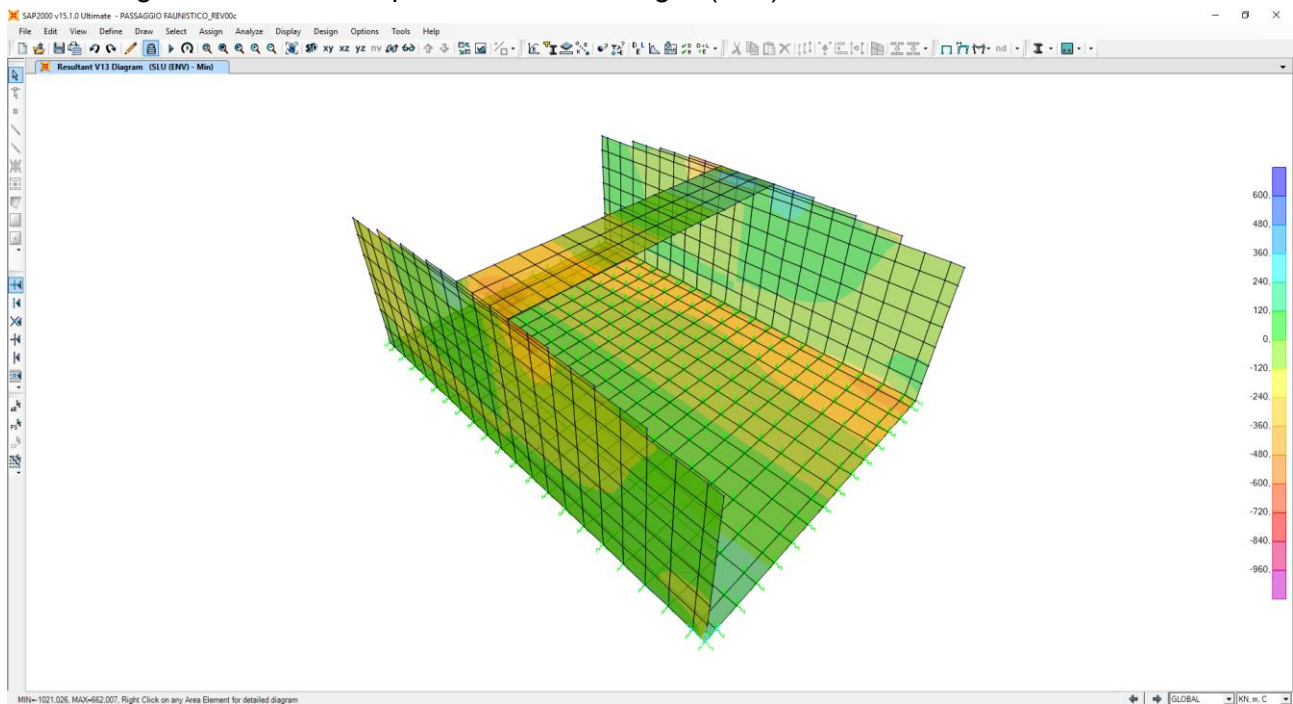 SAP2000 v15.1.0 Ultimate - PASSAGGIO FAUNISTICO_REV00c
File Edit View Define Draw Select Assign Analyze Display Design Options Tools Help
xy xz yz nv nd
Resultant V13 Diagram (SLU (ENV) - Min)
600,
480,
360,
240,
120,
0,
-120,
-240,
-360,
-480,
-600,
-720,
-840,
-960,
MIN=-1021,026, MAX=662,007, Right Click on any Area Element for detailed diagram
GLOBAL
KN, m, C